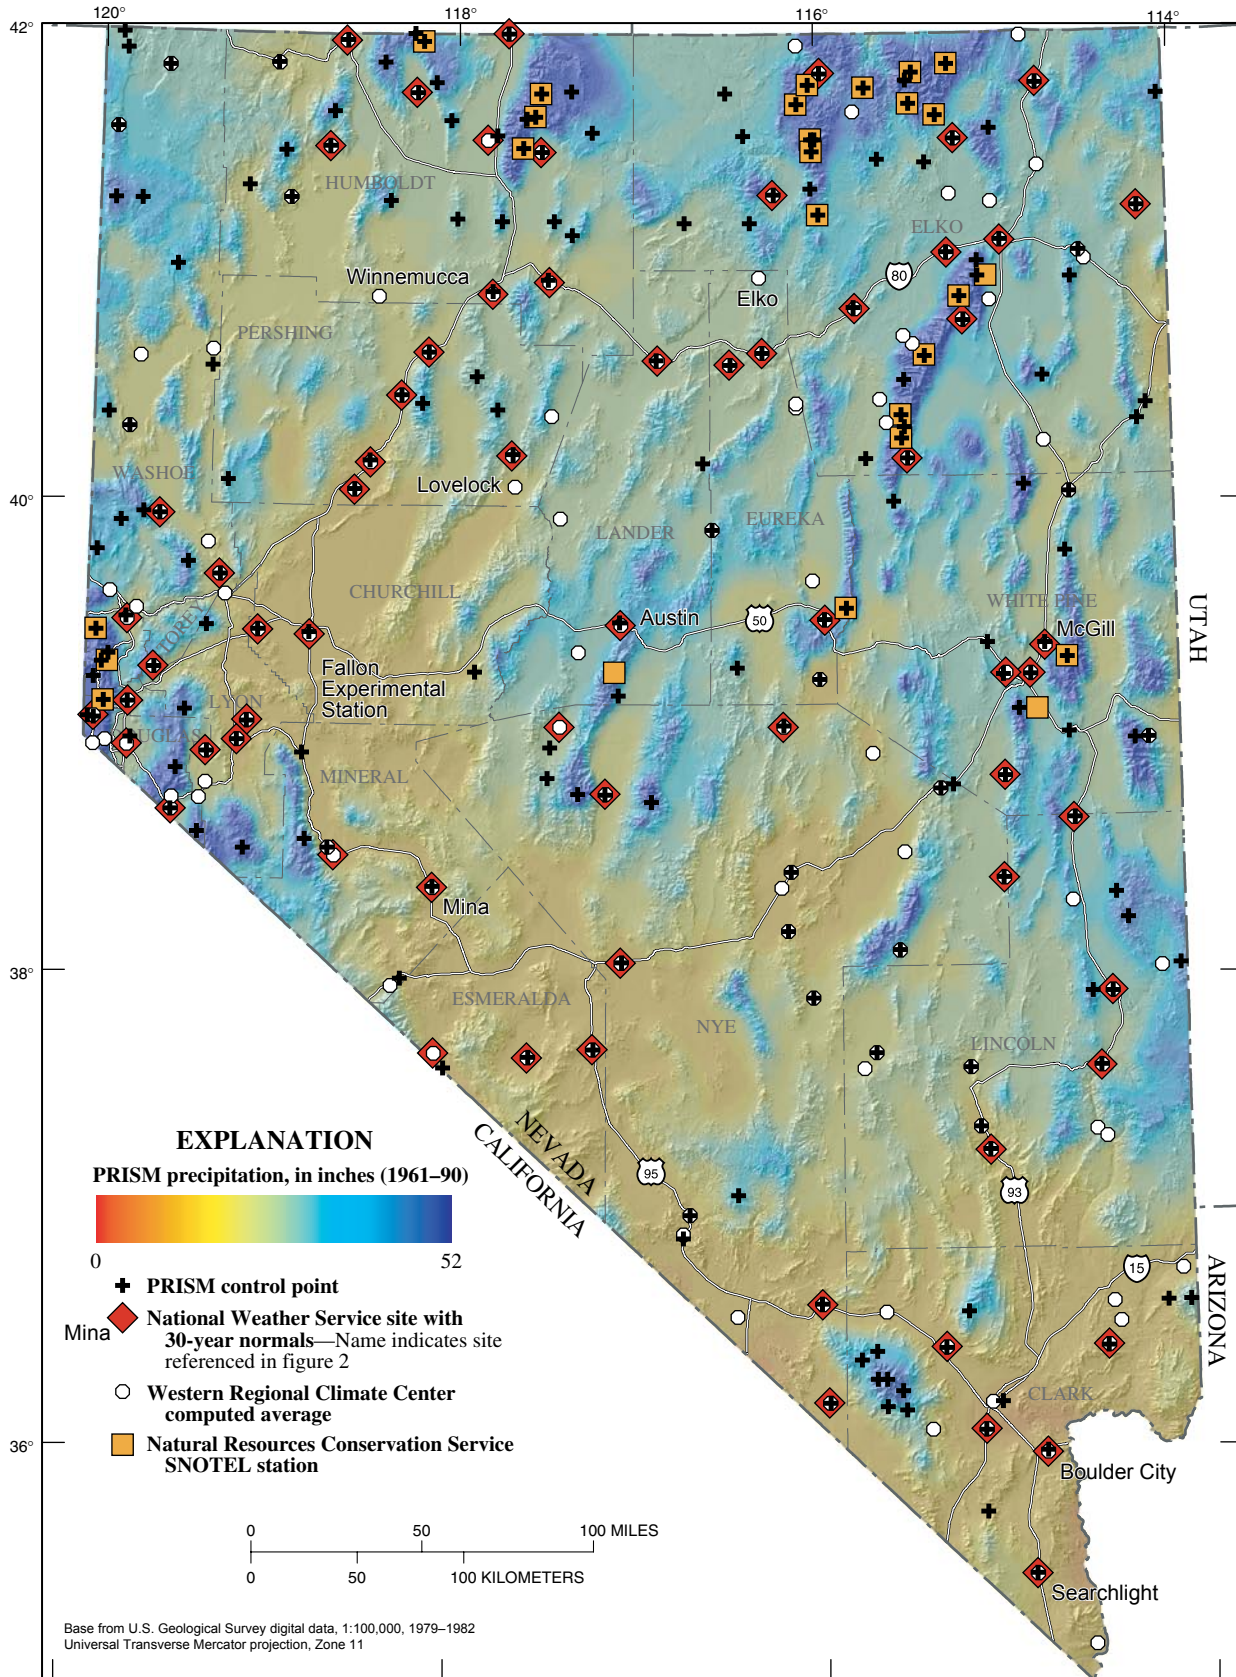 120°
118°
116°
114°
42°
HUMBOLDT
ELKO
80
Winnemucca
Elko
PERSHING
WASHOE
Lovelock
40°
LANDER
EUREKA
CHURCHILL
WHITE PINE
UTAH
STOREY
Austin
50
McGill
Fallon
Experimental
Station
LYON
DOUGLAS
MINERAL
Mina
38°
ESMERALDA
NYE
LINCOLN
NEVADA
CALIFORNIA
95
93
EXPLANATION
PRISM precipitation, in inches (1961–90)
0
52
PRISM control point
Mina
National Weather Service site with
30-year normals—Name indicates site
referenced in figure 2
Western Regional Climate Center
computed average
Natural Resources Conservation Service
SNOTEL station
15
ARIZONA
CLARK
36°
Boulder City
Searchlight
0 50 100 MILES
0 50 100 KILOMETERS
Base from U.S. Geological Survey digital data, 1:100,000, 1979–1982
Universal Transverse Mercator projection, Zone 11